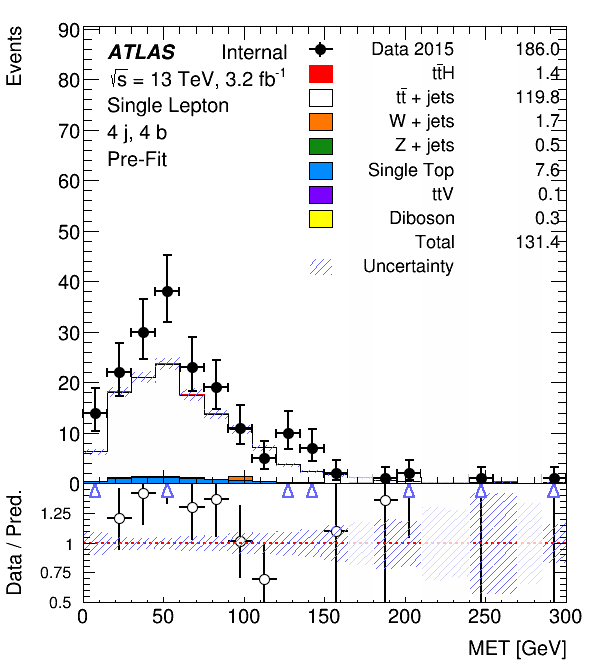 Events
90
80
70
60
50
40
30
20
10
0
ATLAS Internal
√s = 13 TeV, 3.2 fb⁻¹
Single Lepton
4 j, 4 b
Pre-Fit
Data 2015 186.0
tt̄H 1.4
tt̄ + jets 119.8
W + jets 1.7
Z + jets 0.5
Single Top 7.6
ttV 0.1
Diboson 0.3
Total 131.4
Uncertainty
Data / Pred.
1.25
1
0.75
0.5
0 50 100 150 200 250 300
MET [GeV]